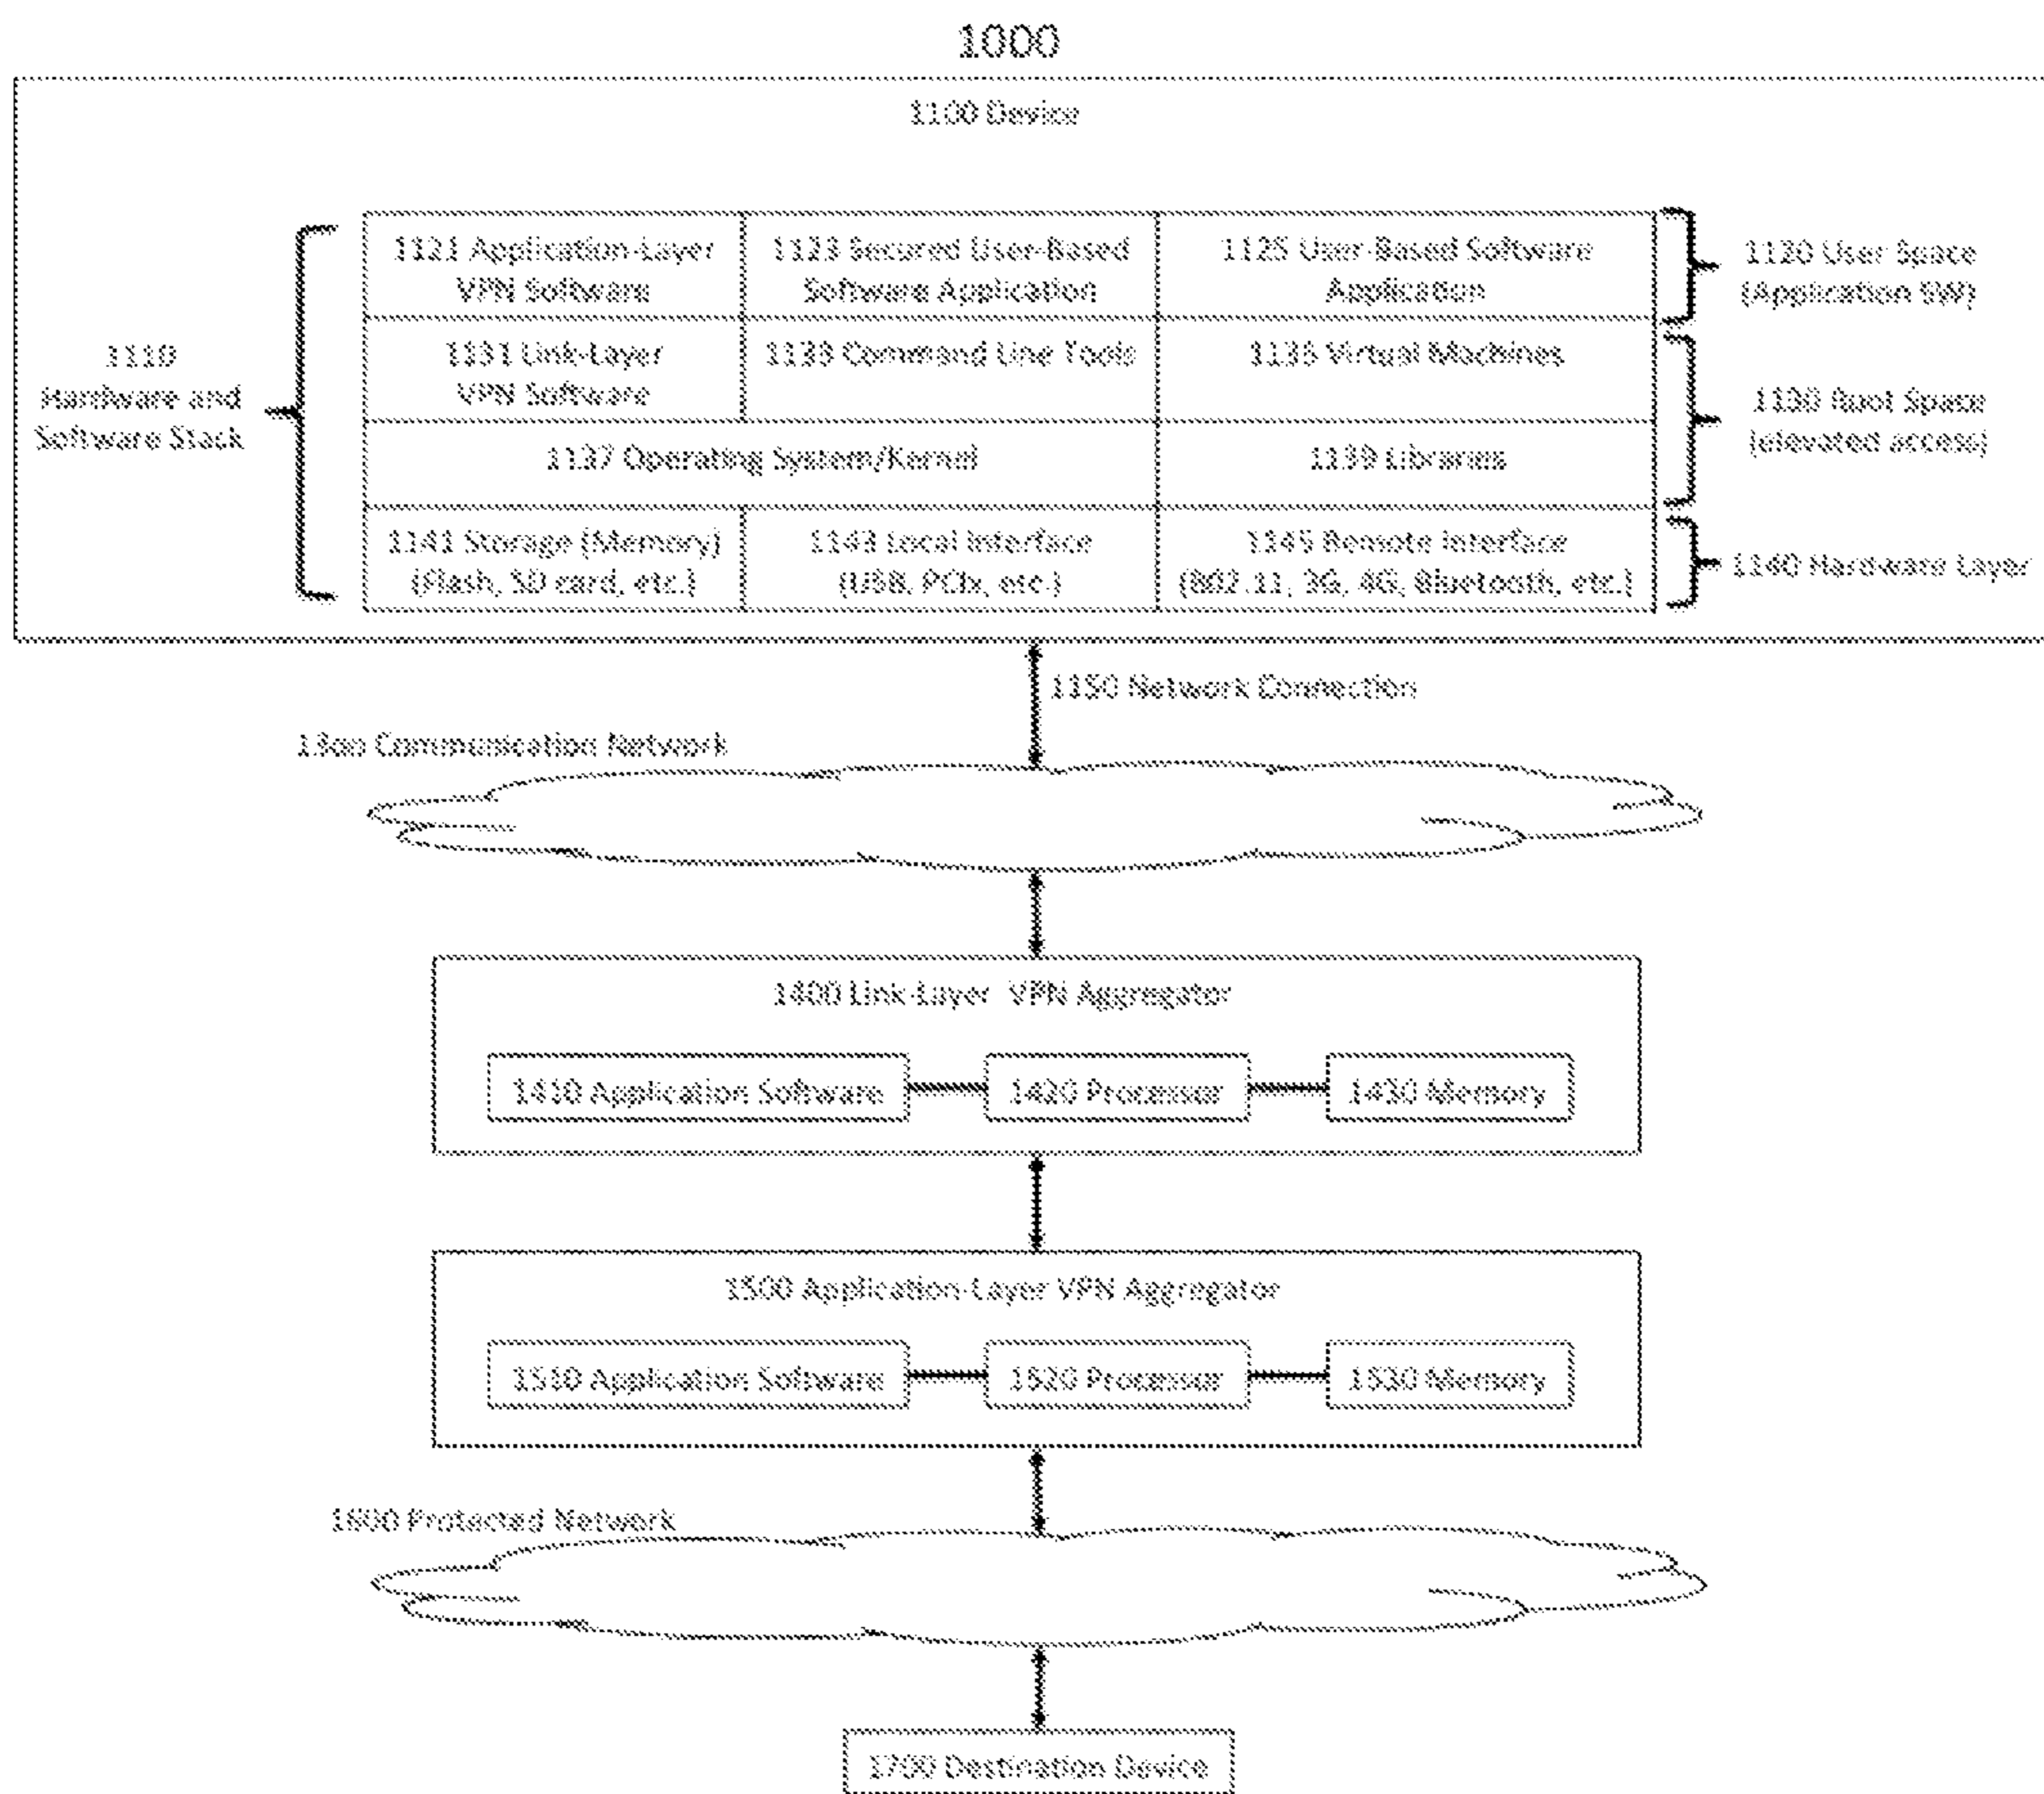 1000
1100 Device
1110
Hardware and
Software Stack
1121 Application-Layer
VPN Software
1123 Secured User-Based
Software Application
1125 User-Based Software
Application
1120 User Space
(Application SW)
1131 Link-Layer
VPN Software
1133 Command Line Tools
1135 Virtual Machines
1130 Root Space
(elevated access)
1137 Operating System/Kernel
1139 Libraries
1141 Storage (Memory)
(Flash, SD card, etc.)
1143 Local Interface
(USB, PCIx, etc.)
1145 Remote Interface
(802.11, 3G, 4G, Bluetooth, etc.)
1140 Hardware Layer
1150 Network Connection
13oo Communication Network
1400 Link-Layer VPN Aggregator
1410 Application Software
1420 Processor
1430 Memory
1500 Application-Layer VPN Aggregator
1510 Application Software
1520 Processor
1530 Memory
1600 Protected Network
1700 Destination Device